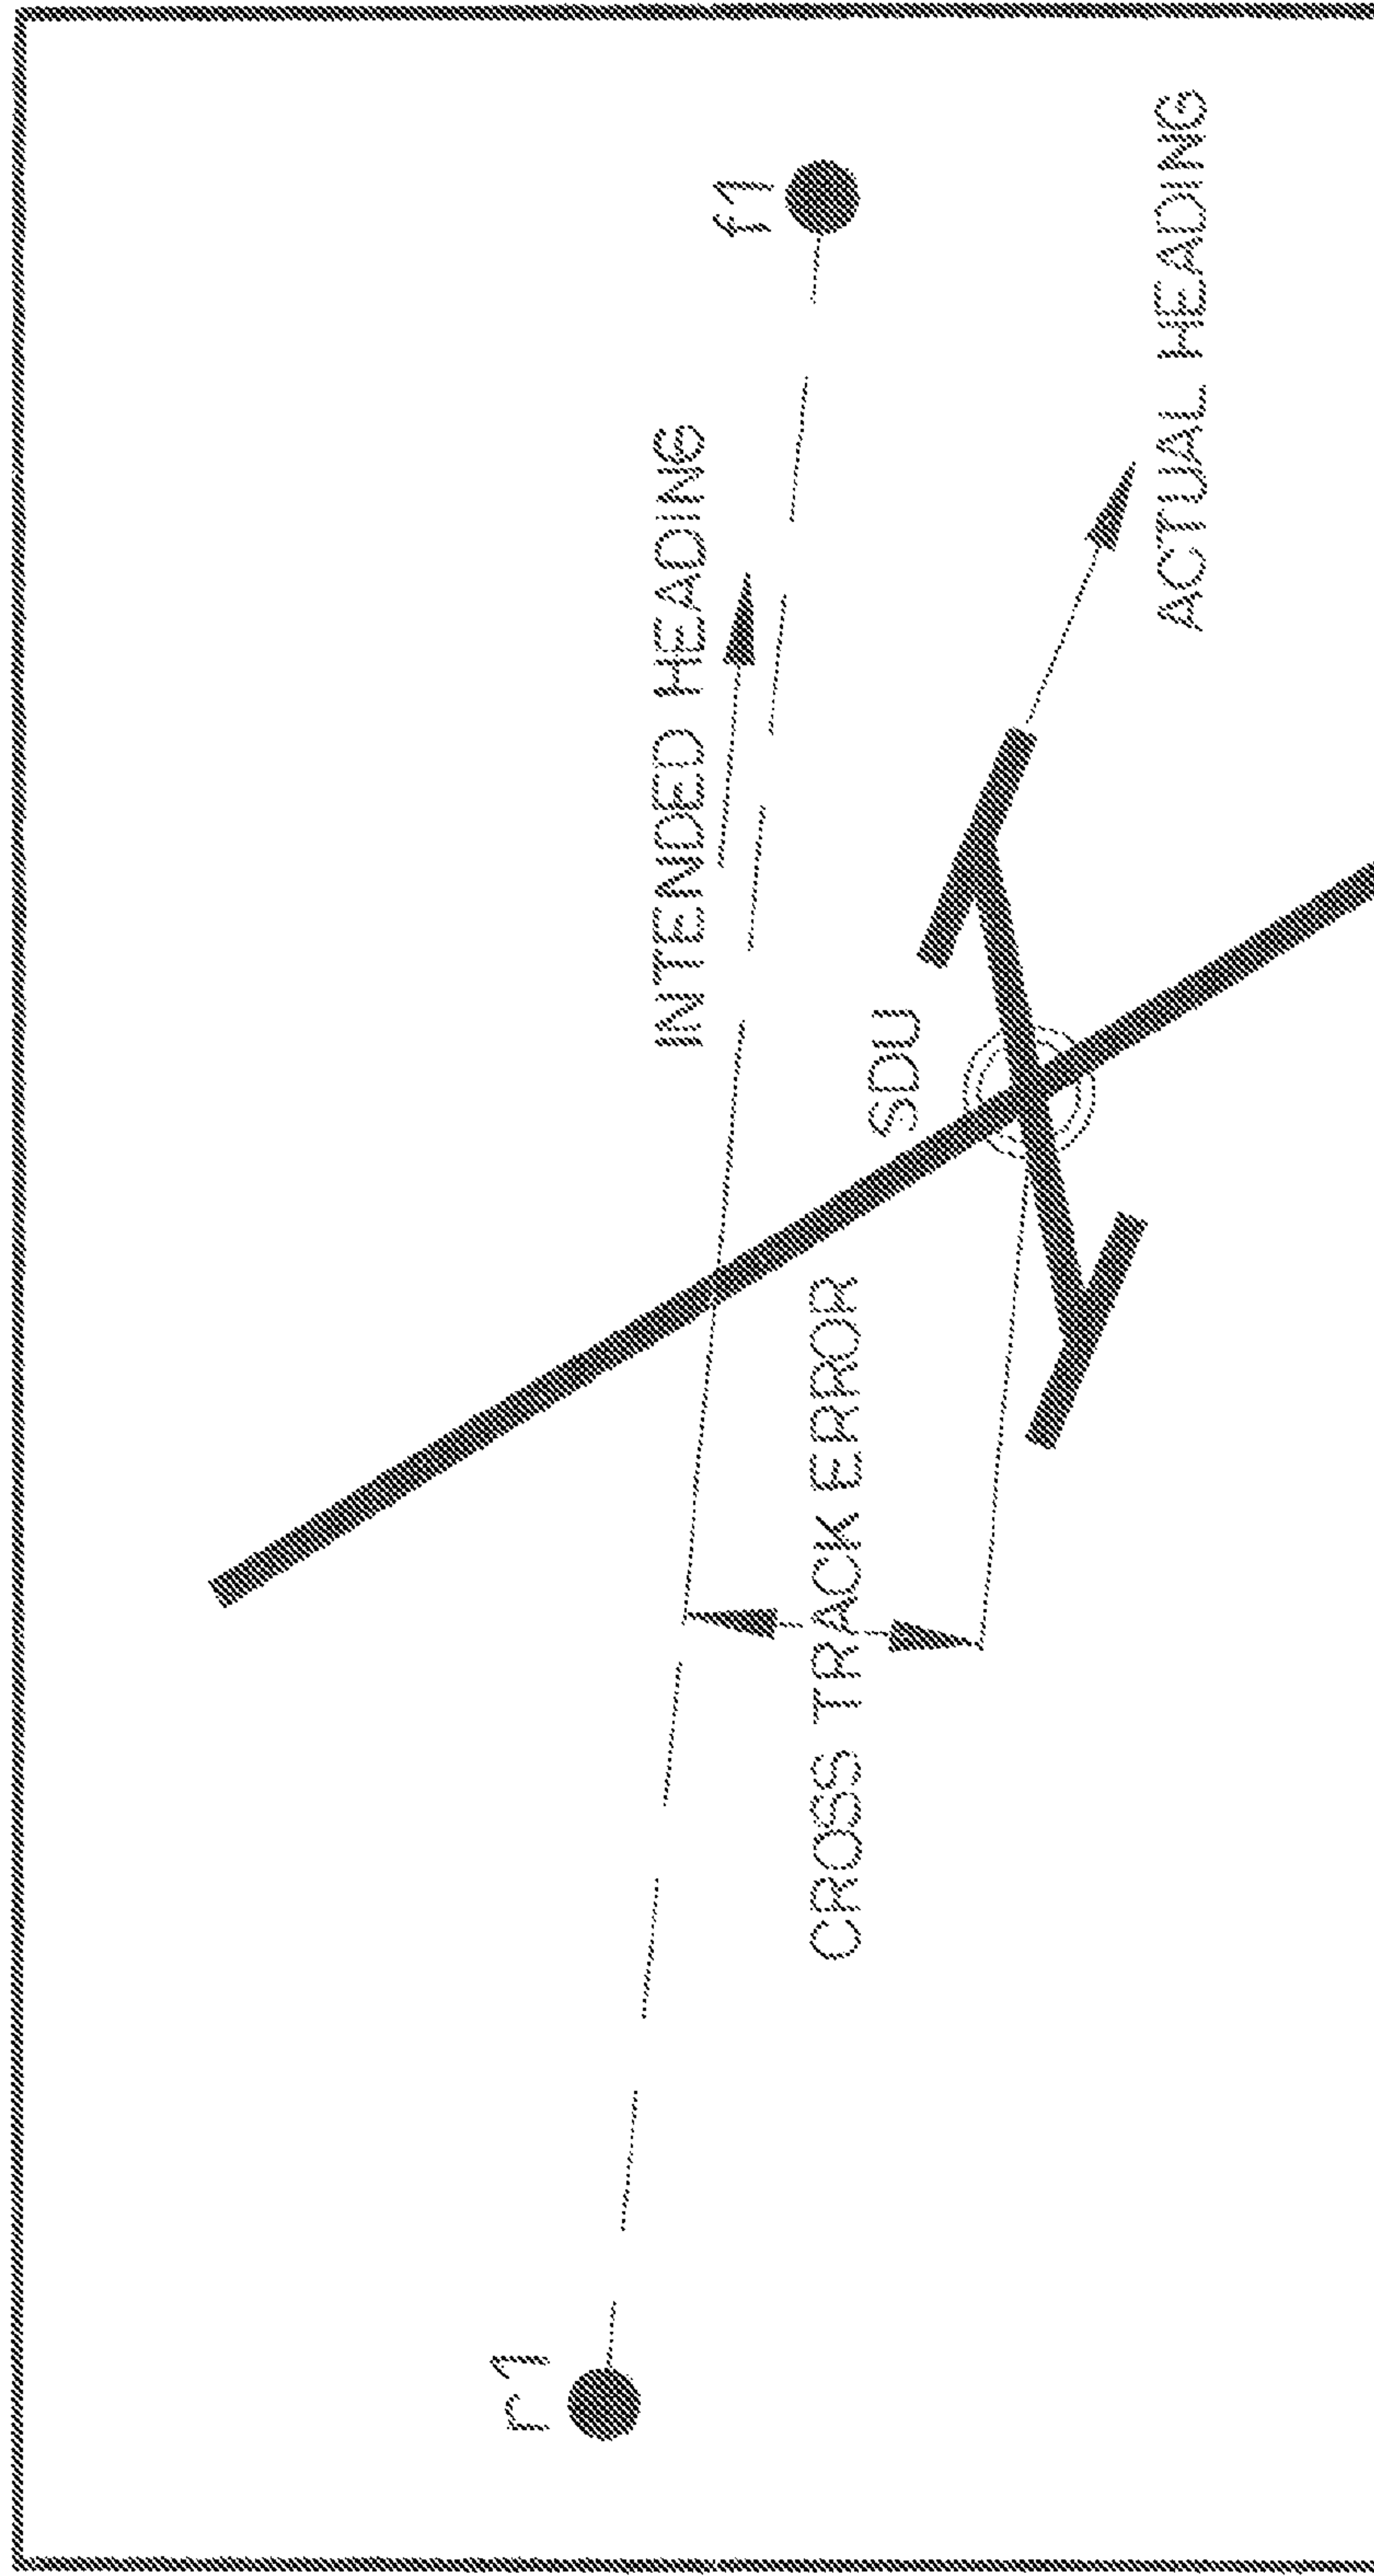 r1
f1
INTENDED HEADING
CROSS TRACK ERROR
SDU
ACTUAL HEADING